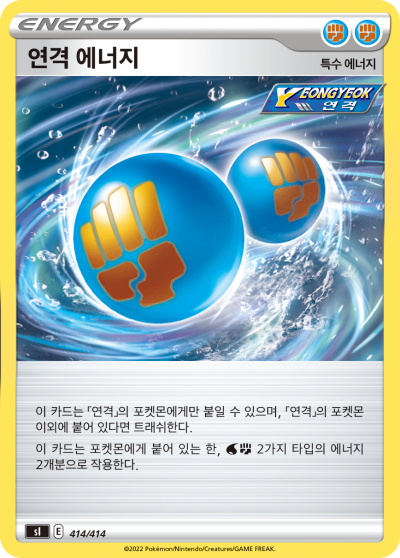 ENERGY
연격 에너지
특수 에너지
YEONGYEOK
연격
이 카드는 「연격」의 포켓몬에게만 붙일 수 있으며, 「연격」의 포켓몬
이외에 붙어 있다면 트래쉬한다.
이 카드는 포켓몬에게 붙어 있는 한, 2가지 타입의 에너지
2개분으로 작용한다.
sI E 414/414
©2022 Pokémon/Nintendo/Creatures/GAME FREAK.